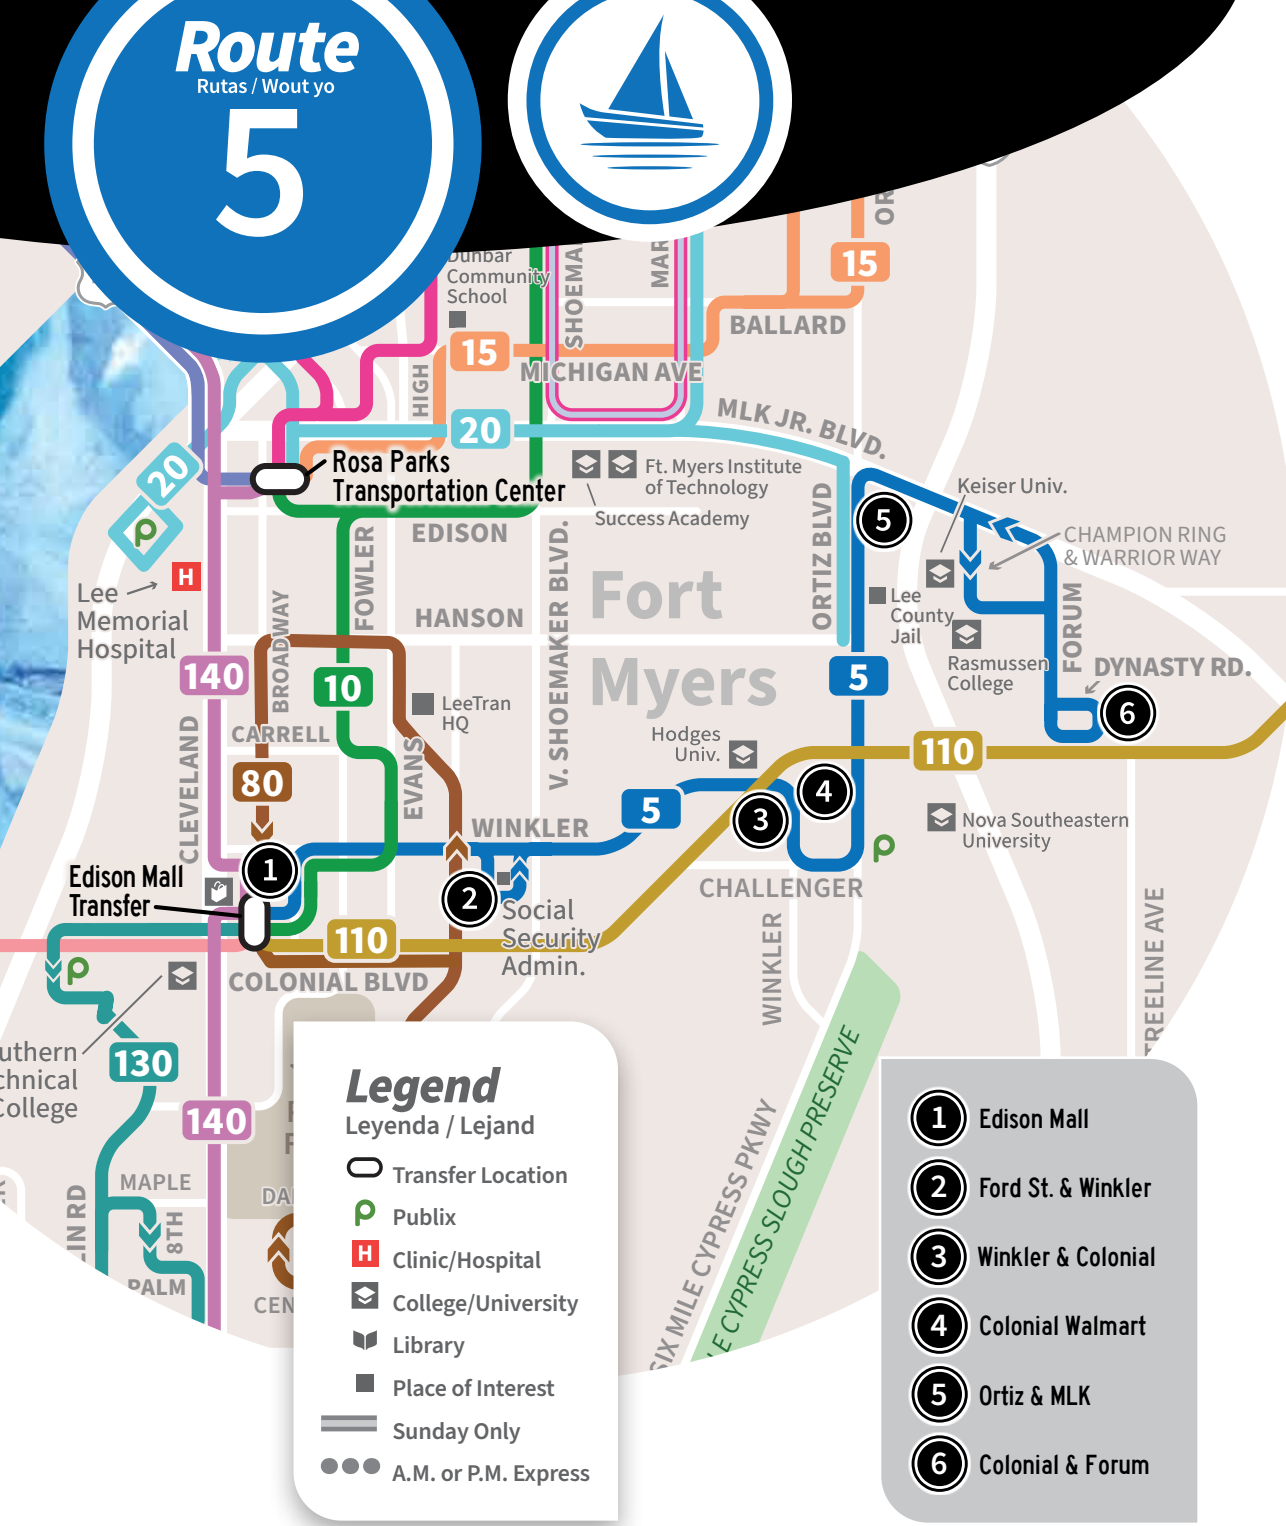 Route
Rutas / Wout yo
5
15
Dunbar
Community
School
BALLARD
15
MICHIGAN AVE
HIGH
20
MLK JR. BLVD.
20
Rosa Parks
Transportation Center
Ft. Myers Institute
of Technology
Success Academy
Keiser Univ.
5
EDISON
CHAMPION RING
& WARRIOR WAY
FOWLER
V. SHOEMAKER BLVD.
ORTIZ BLVD
H
Lee
Memorial
Hospital
Fort
Myers
Lee
County
Jail
HANSON
BROADWAY
FORUM
Rasmussen
College
DYNASTY RD.
140
10
5
LeeTran
HQ
6
CARRELL
Hodges
Univ.
110
CLEVELAND
80
EVANS
4
5
3
WINKLER
Nova Southeastern
University
1
Edison Mall
Transfer
2
CHALLENGER
Social
Security
Admin.
110
COLONIAL BLVD
WINKLER
TREELINE AVE
130
140
MAPLE
8TH
PALM
SIX MILE CYPRESS PKWY
CYPRESS SLOUGH PRESERVE
Legend
Leyenda / Lejand
Transfer Location
Publix
H
Clinic/Hospital
College/University
Library
Place of Interest
Sunday Only
A.M. or P.M. Express
1 Edison Mall
2 Ford St. & Winkler
3 Winkler & Colonial
4 Colonial Walmart
5 Ortiz & MLK
6 Colonial & Forum